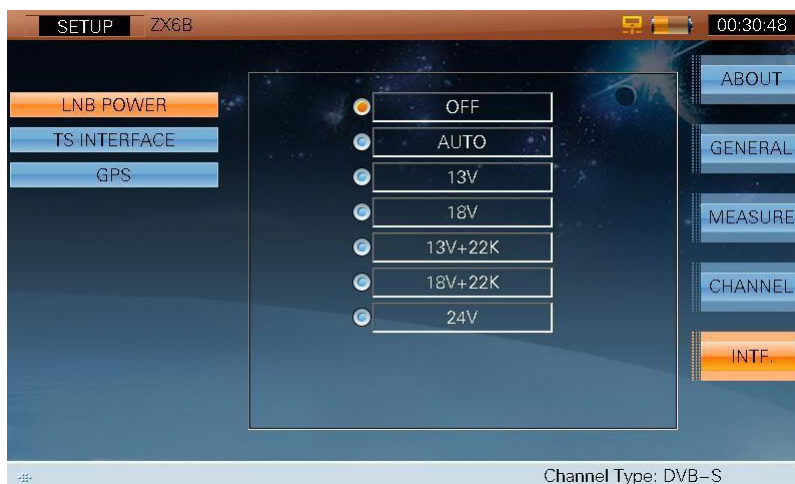 SETUP ZX6B 00:30:48
LNB POWER
TS INTERFACE
GPS
OFF
AUTO
13V
18V
13V+22K
18V+22K
24V
ABOUT
GENERAL
MEASURE
CHANNEL
INTF.
Channel Type: DVB-S